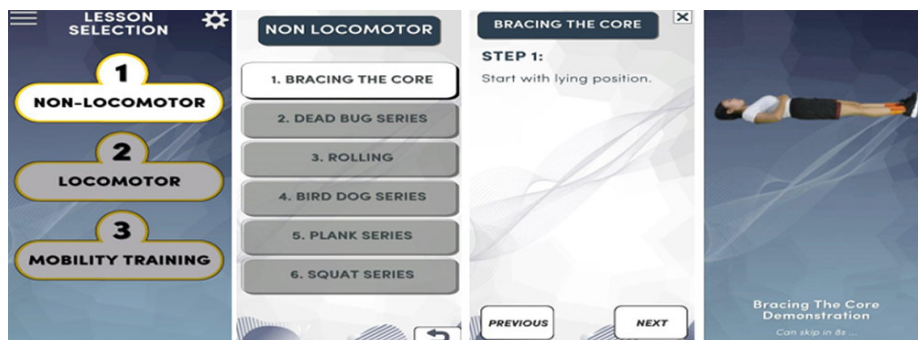 LESSON
SELECTION
1
NON-LOCOMOTOR
2
LOCOMOTOR
3
MOBILITY TRAINING
NON LOCOMOTOR
1. BRACING THE CORE
2. DEAD BUG SERIES
3. ROLLING
4. BIRD DOG SERIES
5. PLANK SERIES
6. SQUAT SERIES
BRACING THE CORE
STEP 1:
Start with lying position.
PREVIOUS
NEXT
Bracing The Core
Demonstration
Can skip in 8s ...